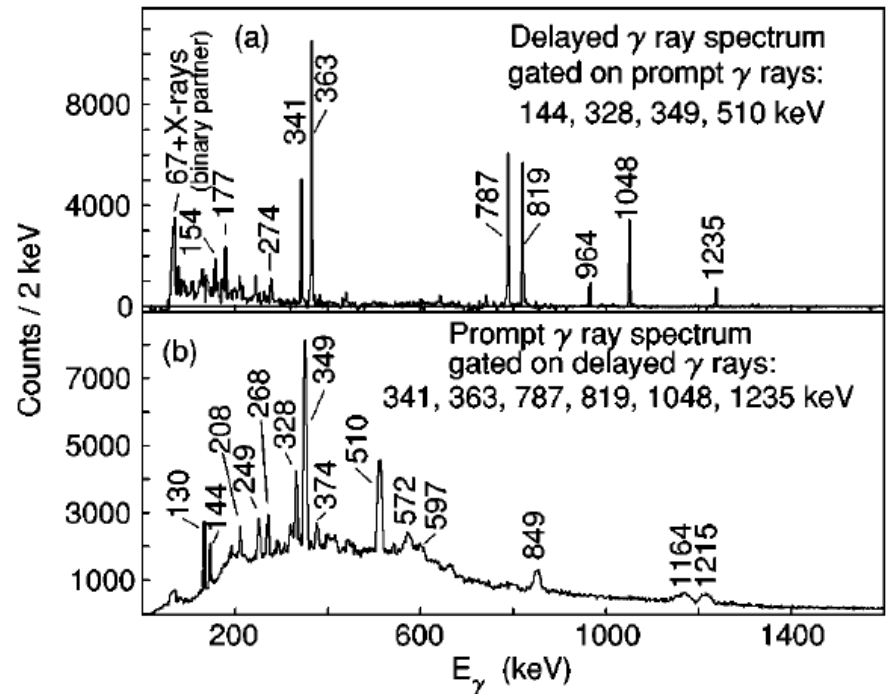 (a)
Delayed γ ray spectrum
gated on prompt γ rays:
144, 328, 349, 510 keV
67+X-rays
(binary partner)
154
177
274
341
363
787
819
964
1048
1235
8000
4000
0
Counts / 2 keV
(b)
Prompt γ ray spectrum
gated on delayed γ rays:
341, 363, 787, 819, 1048, 1235 keV
130
144
208
249
268
328
349
374
510
572
597
849
1164
1215
7000
5000
3000
1000
200
600
1000
1400
Eγ (keV)